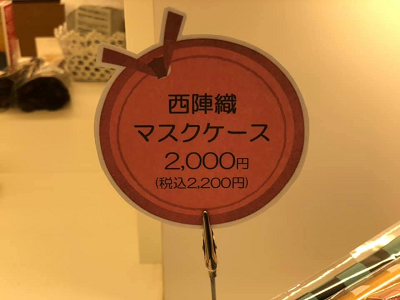 西陣織
マスクケース
2,000円
(税込2,200円)